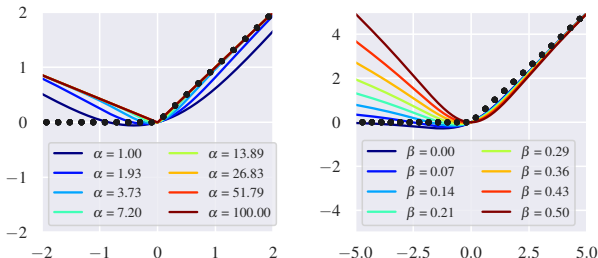 2
1
0
−1
−2
α = 1.00 α = 13.89
α = 1.93 α = 26.83
α = 3.73 α = 51.79
α = 7.20 α = 100.00
−2 −1 0 1 2
4
2
0
−2
−4
β = 0.00 β = 0.29
β = 0.07 β = 0.36
β = 0.14 β = 0.43
β = 0.21 β = 0.50
−5.0 −2.5 0.0 2.5 5.0